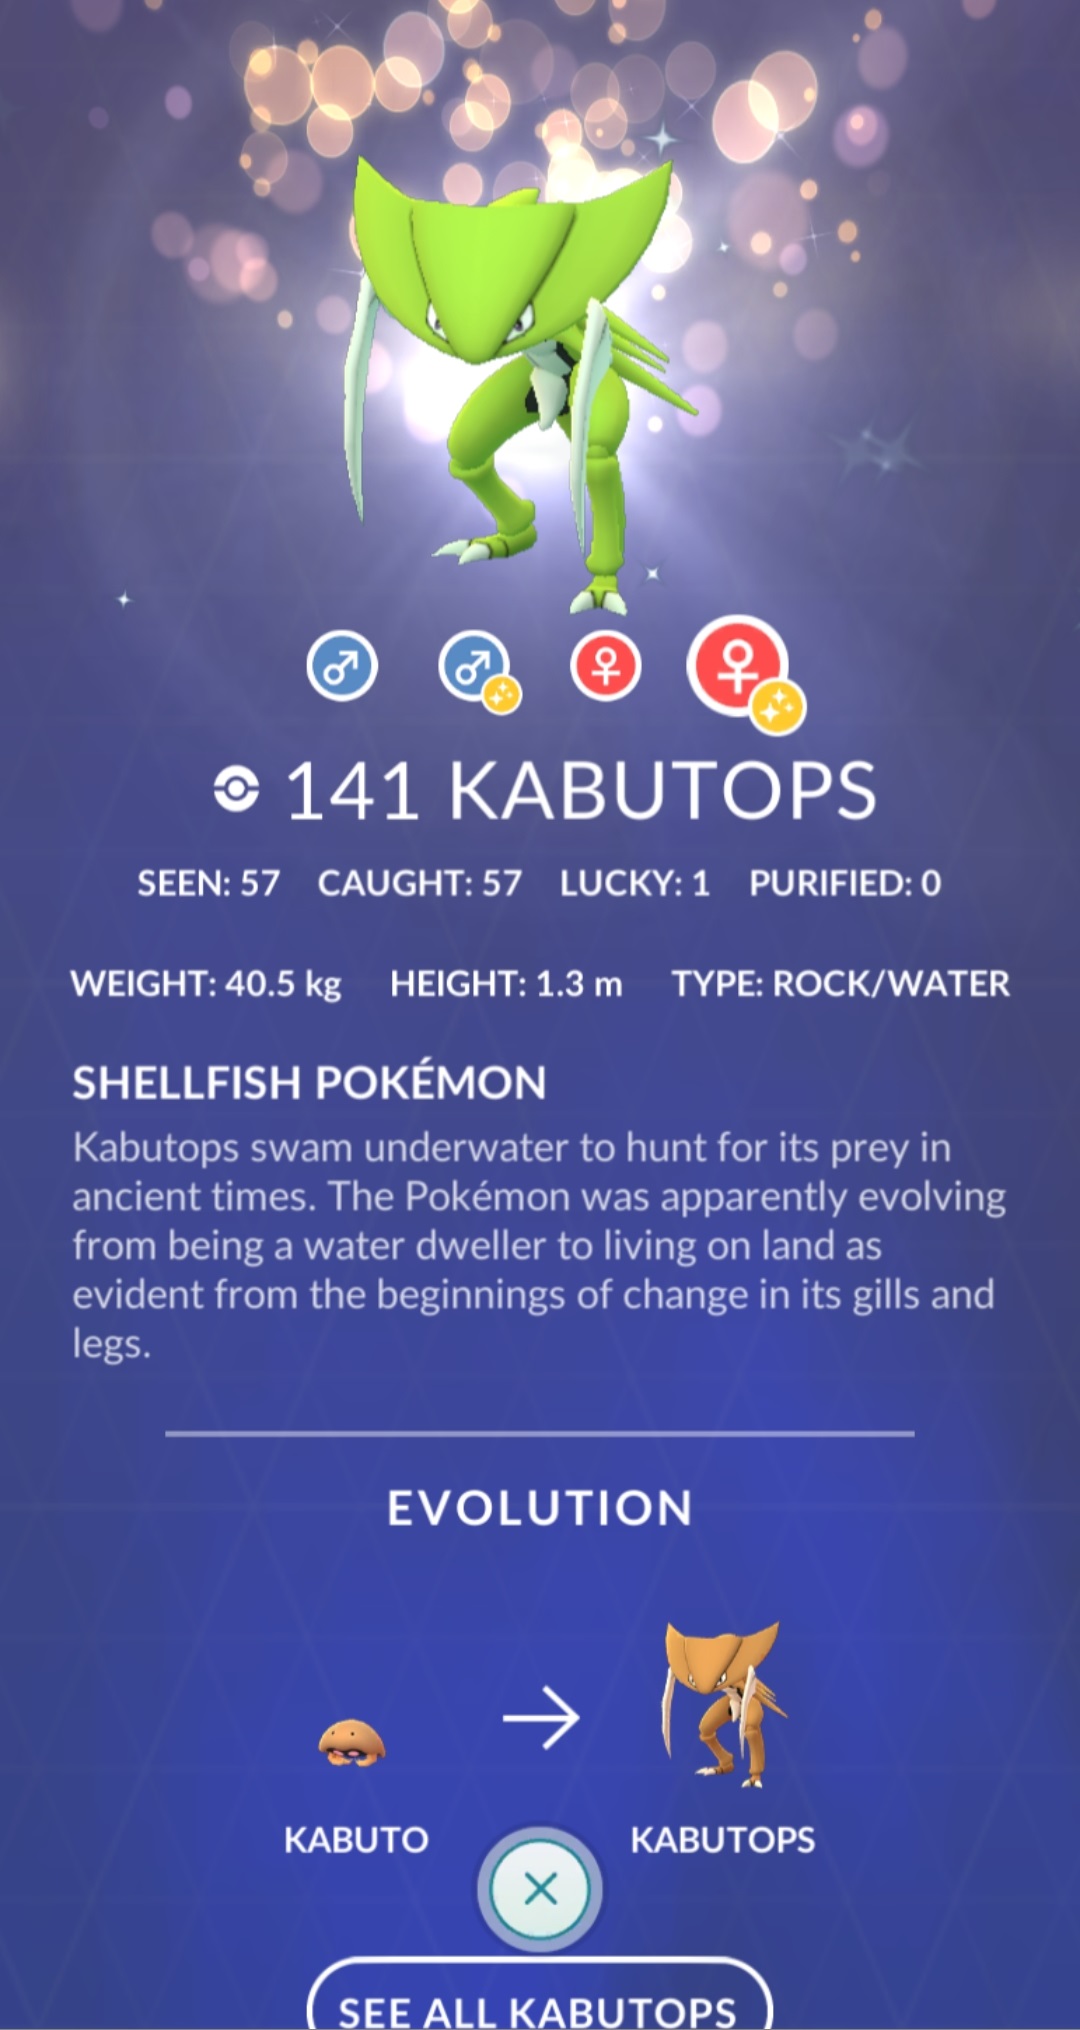 141 KABUTOPS
SEEN: 57 CAUGHT: 57 LUCKY: 1 PURIFIED: 0
WEIGHT: 40.5 kg HEIGHT: 1.3 m TYPE: ROCK/WATER
SHELLFISH POKÉMON
Kabutops swam underwater to hunt for its prey in
ancient times. The Pokémon was apparently evolving
from being a water dweller to living on land as
evident from the beginnings of change in its gills and
legs.
EVOLUTION
KABUTO KABUTOPS
SEE ALL KABUTOPS